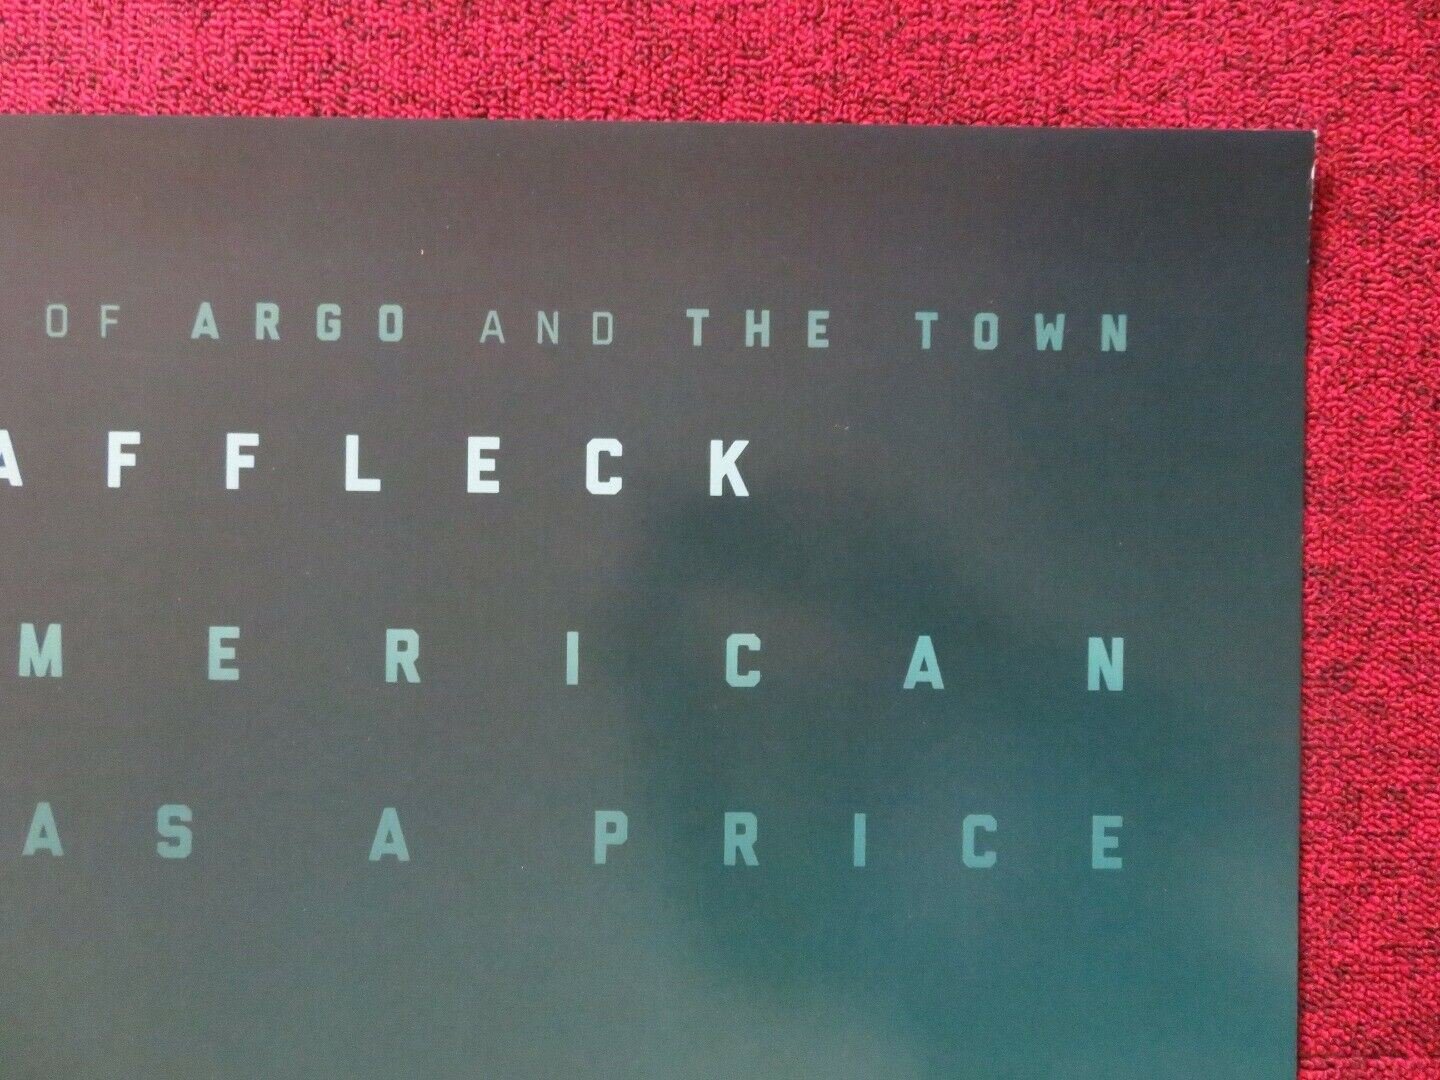 OF ARGO AND THE TOWN
AFFLECK
MERICAN
AS A PRICE